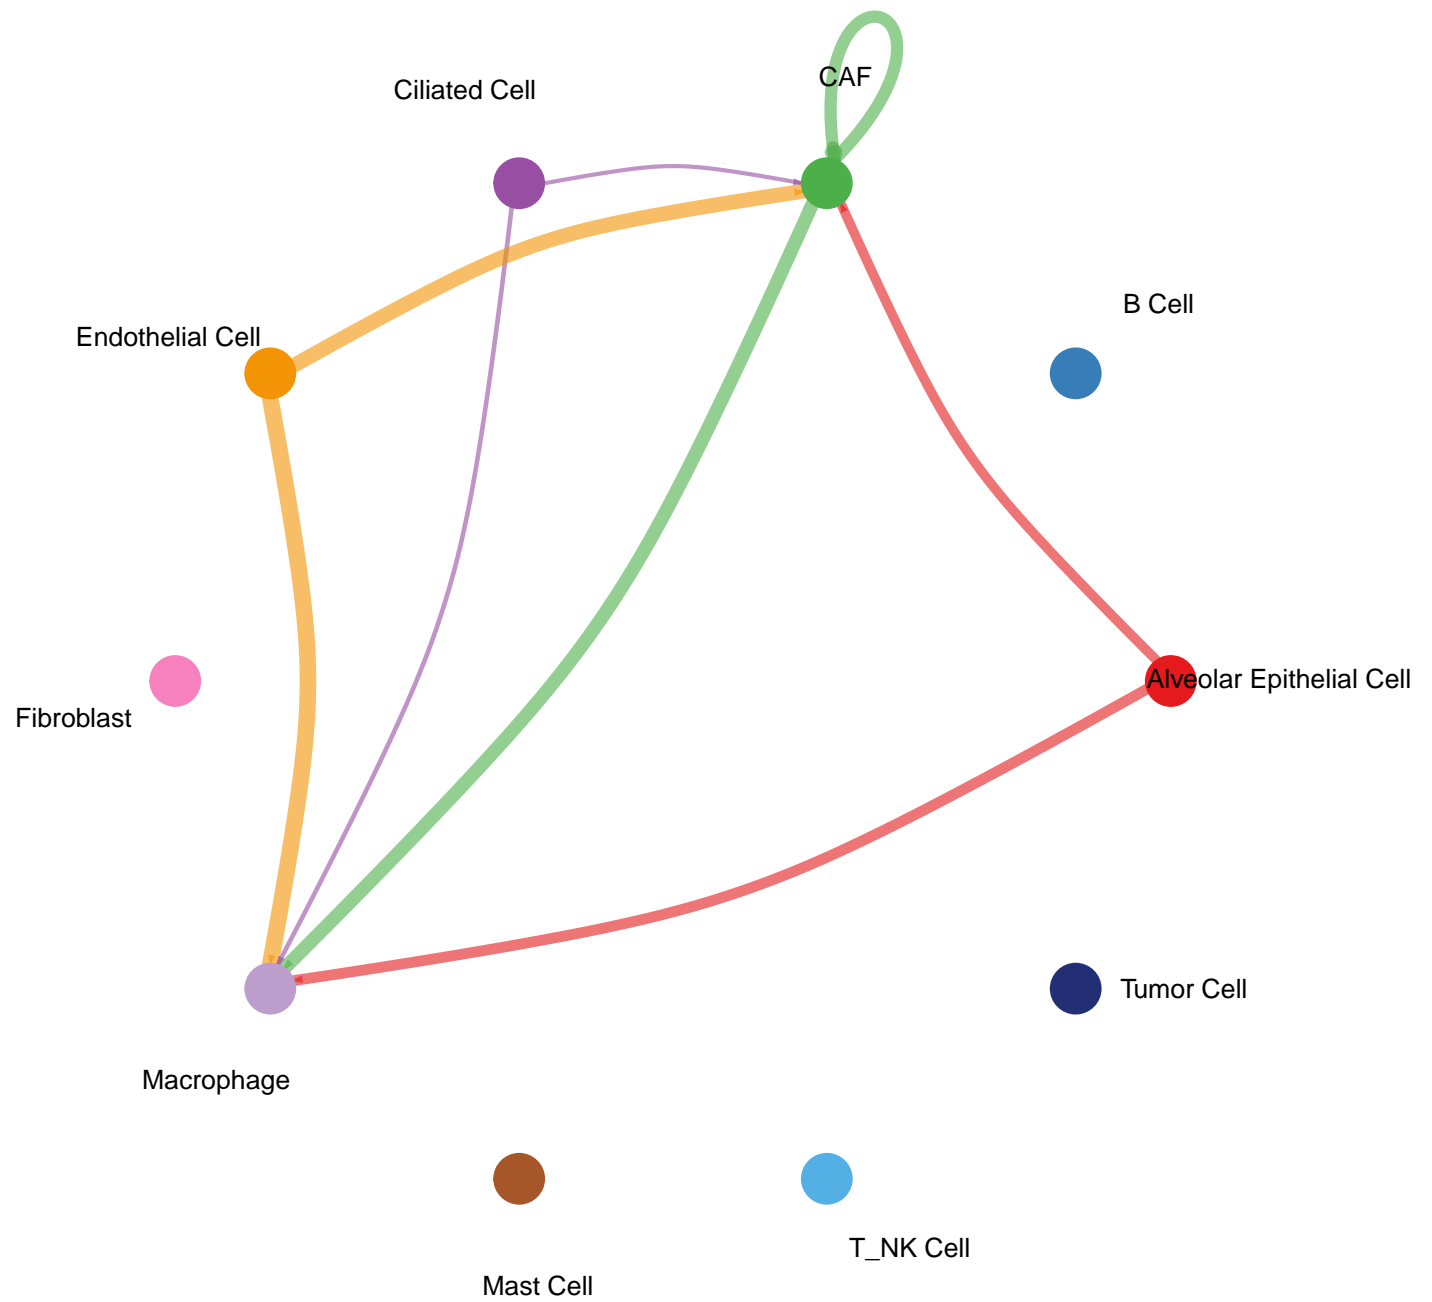 CAF
Ciliated Cell
B Cell
Endothelial Cell
Alveolar Epithelial Cell
Fibroblast
Tumor Cell
Macrophage
T_NK Cell
Mast Cell